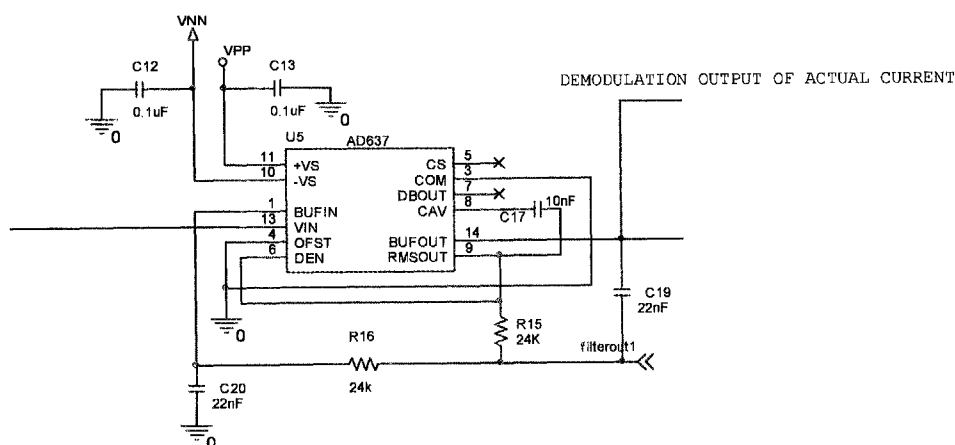 VNN
VPP
C12
C13
DEMODULATION OUTPUT OF ACTUAL CURRENT
0.1uF
0.1uF
0
0
U5
AD637
11
+VS
CS
5
10
-VS
COM
3
DBOUT
7
1
BUFIN
CAV
8
C17
10nF
13
VIN
4
OFST
BUFOUT
14
6
DEN
RMSOUT
9
C19
22nF
0
R15
24K
R16
24k
filterout1
C20
22nF
0